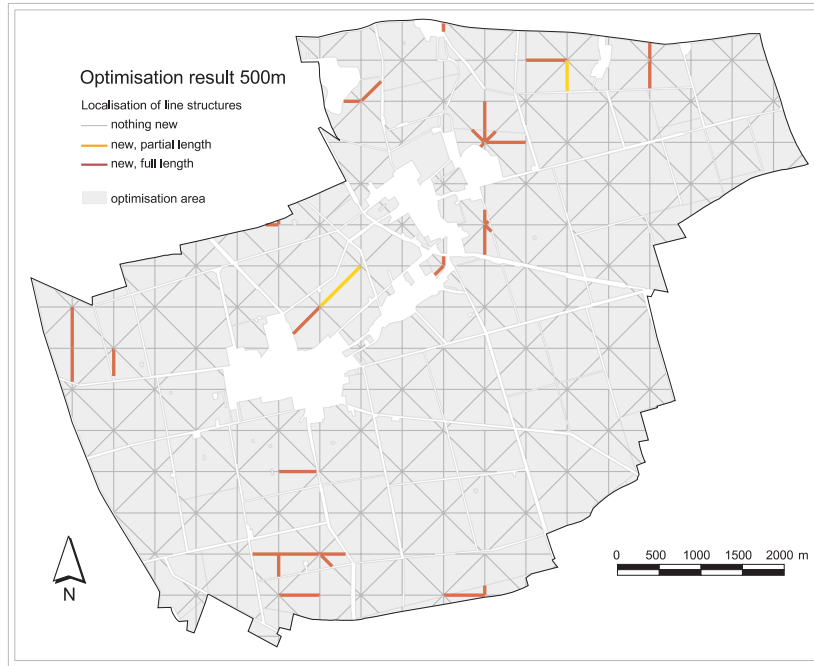 Optimisation result 500m
Localisation of line structures
nothing new
new, partial length
new, full length
optimisation area
N
0 500 1000 1500 2000 m